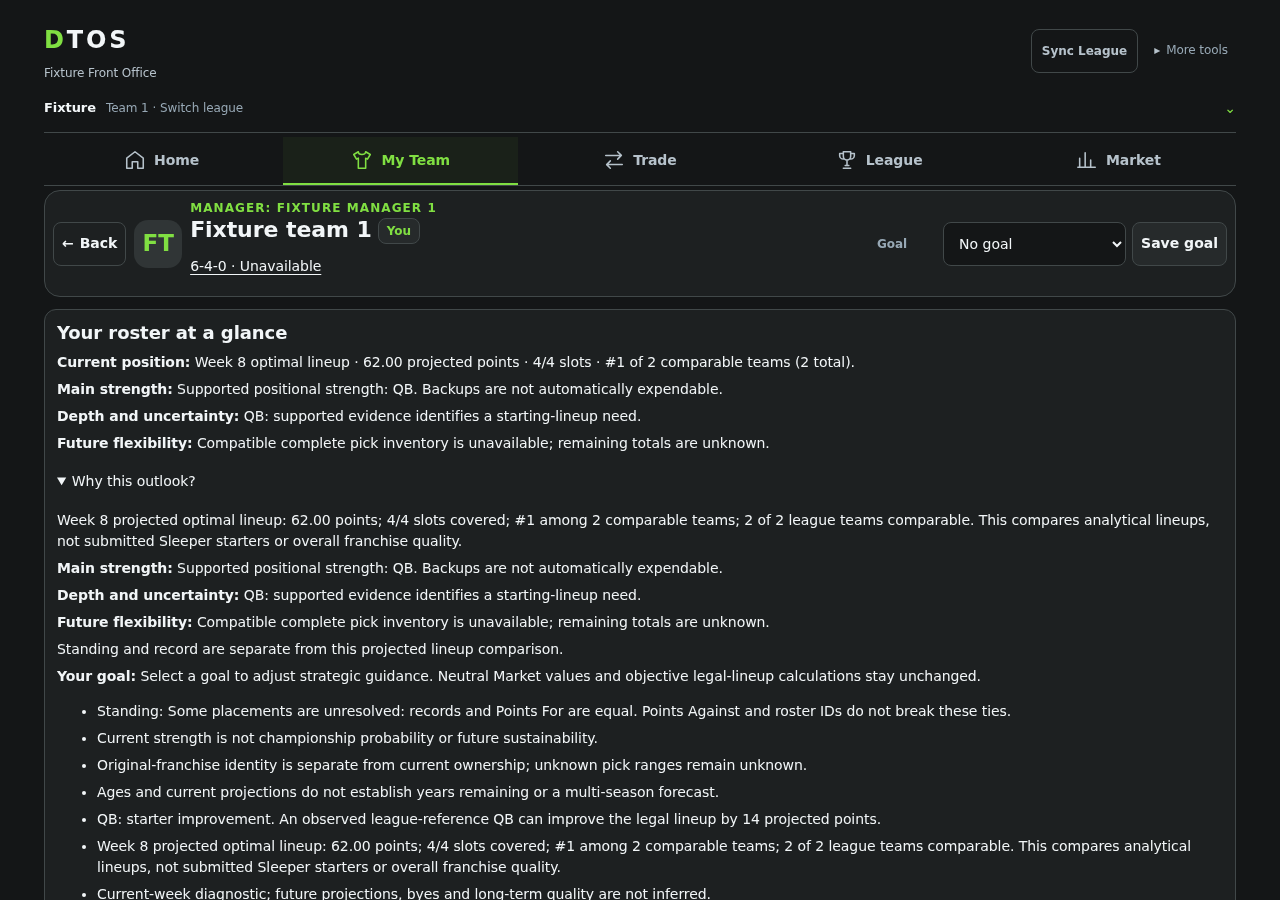 DTOS
Fixture Front Office
Sync League
▸ More tools
Fixture Team 1 · Switch league
Home
My Team
Trade
League
Market
← Back
FT
MANAGER: FIXTURE MANAGER 1
Fixture team 1 You
6-4-0 · Unavailable
Goal
No goal
Save goal
Your roster at a glance
Current position: Week 8 optimal lineup · 62.00 projected points · 4/4 slots · #1 of 2 comparable teams (2 total).
Main strength: Supported positional strength: QB. Backups are not automatically expendable.
Depth and uncertainty: QB: supported evidence identifies a starting-lineup need.
Future flexibility: Compatible complete pick inventory is unavailable; remaining totals are unknown.
▼ Why this outlook?
Week 8 projected optimal lineup: 62.00 points; 4/4 slots covered; #1 among 2 comparable teams; 2 of 2 league teams comparable. This compares analytical lineups,
not submitted Sleeper starters or overall franchise quality.
Main strength: Supported positional strength: QB. Backups are not automatically expendable.
Depth and uncertainty: QB: supported evidence identifies a starting-lineup need.
Future flexibility: Compatible complete pick inventory is unavailable; remaining totals are unknown.
Standing and record are separate from this projected lineup comparison.
Your goal: Select a goal to adjust strategic guidance. Neutral Market values and objective legal-lineup calculations stay unchanged.
• Standing: Some placements are unresolved: records and Points For are equal. Points Against and roster IDs do not break these ties.
• Current strength is not championship probability or future sustainability.
• Original-franchise identity is separate from current ownership; unknown pick ranges remain unknown.
• Ages and current projections do not establish years remaining or a multi-season forecast.
• QB: starter improvement. An observed league-reference QB can improve the legal lineup by 14 projected points.
• Week 8 projected optimal lineup: 62.00 points; 4/4 slots covered; #1 among 2 comparable teams; 2 of 2 league teams comparable. This compares analytical
lineups, not submitted Sleeper starters or overall franchise quality.
• Current-week diagnostic; future projections, byes and long-term quality are not inferred.